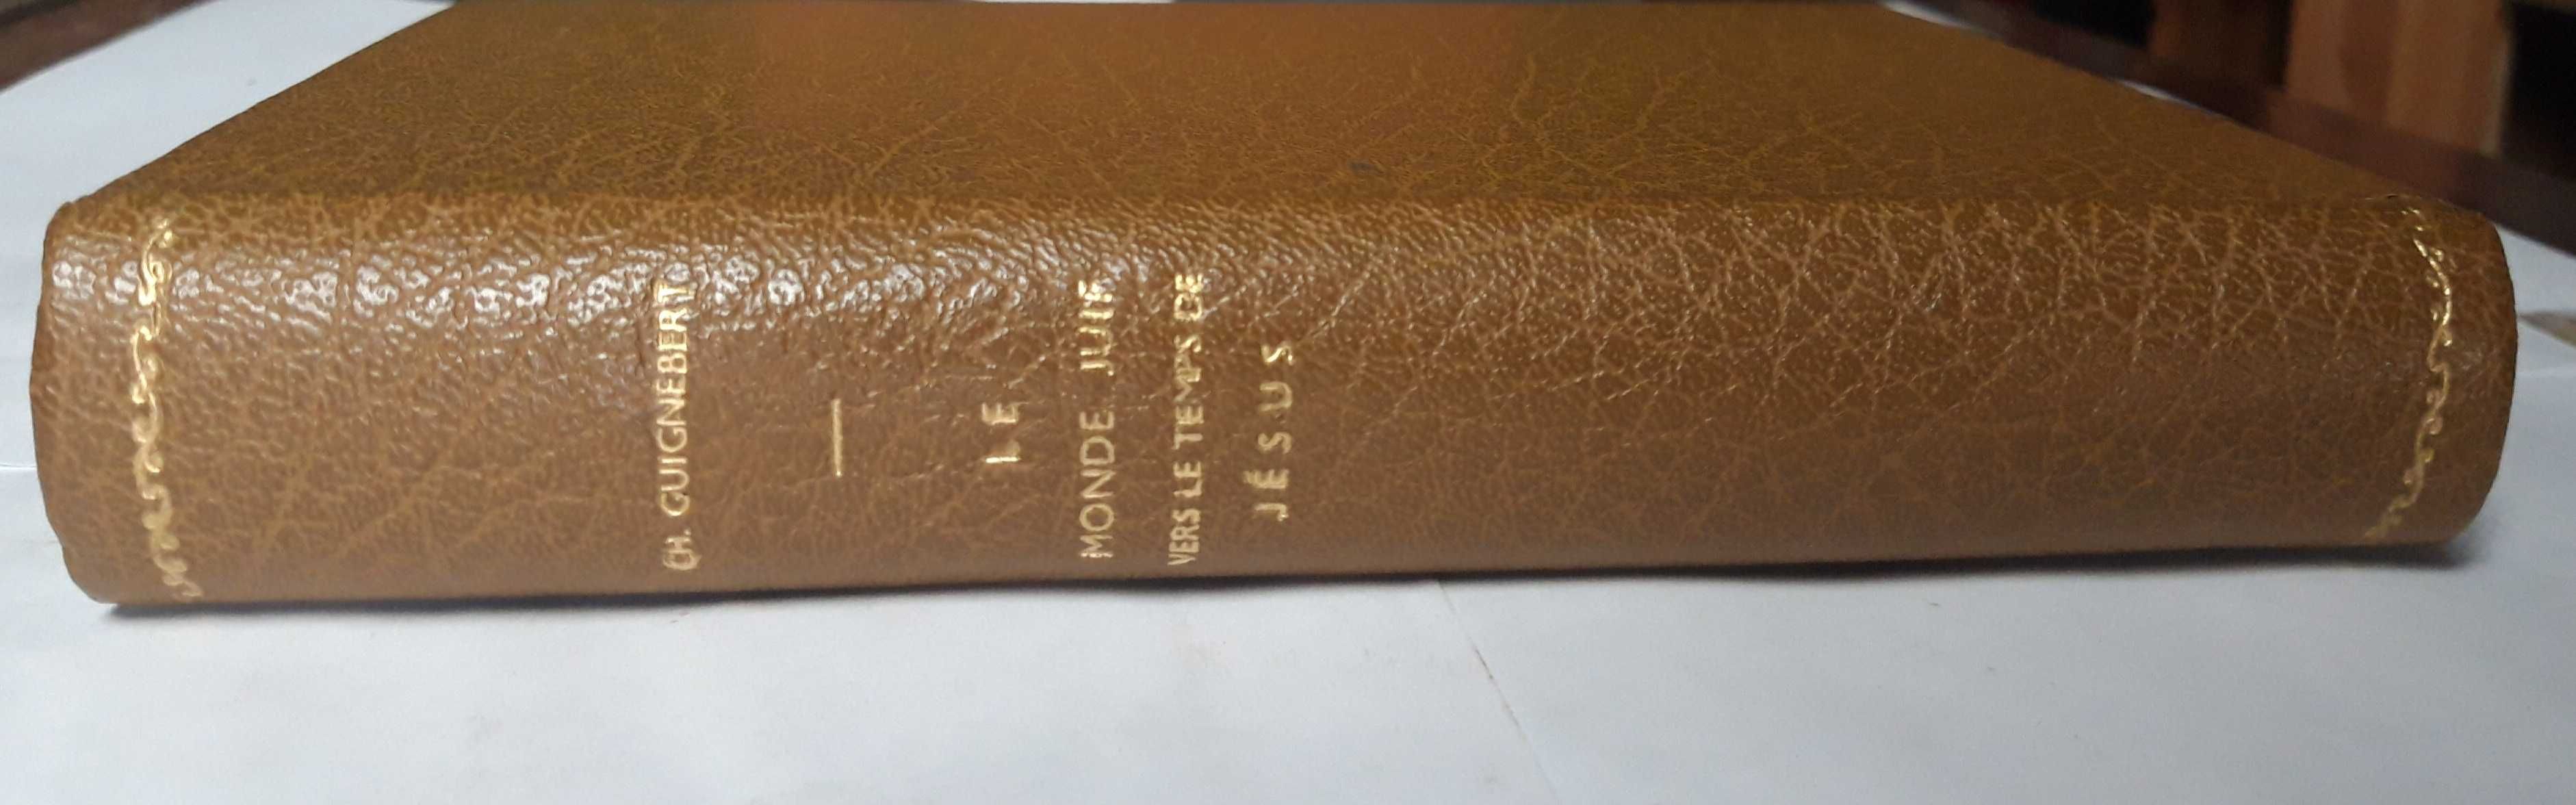 CH. GUIGNEBERT
—
LE
MONDE JUIF
VERS LE TEMPS DE
JÉSUS